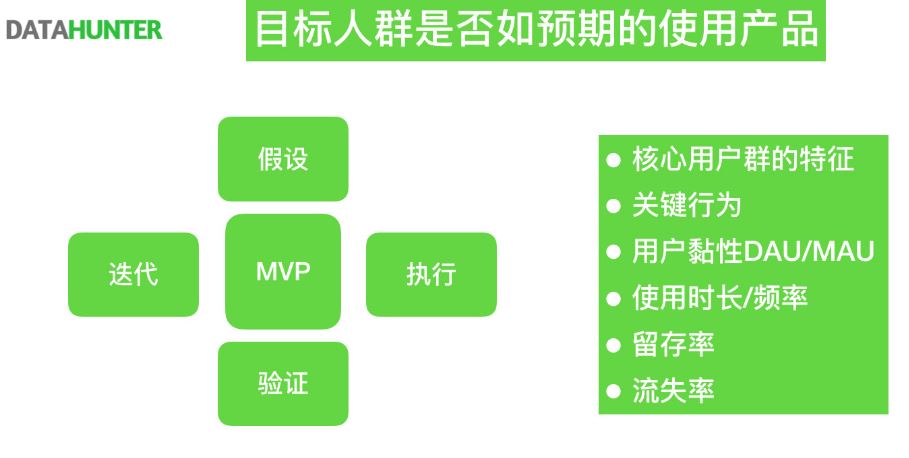 DATAHUNTER
目标人群是否如预期的使用产品
假设
迭代
MVP
执行
验证
● 核心用户群的特征
● 关键行为
● 用户黏性DAU/MAU
● 使用时长/频率
● 留存率
● 流失率